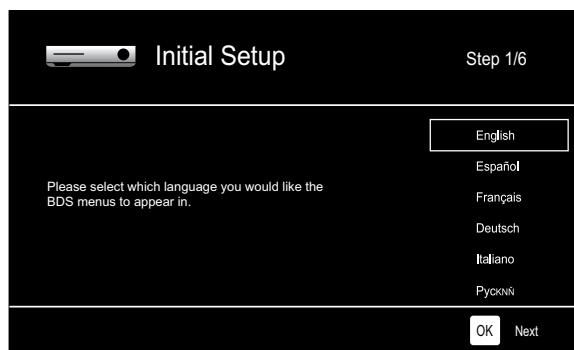 Initial Setup
Step 1/6
Please select which language you would like the
BDS menus to appear in.
English
Español
Français
Deutsch
Italiano
Русĸɴɴ̆
OK Next